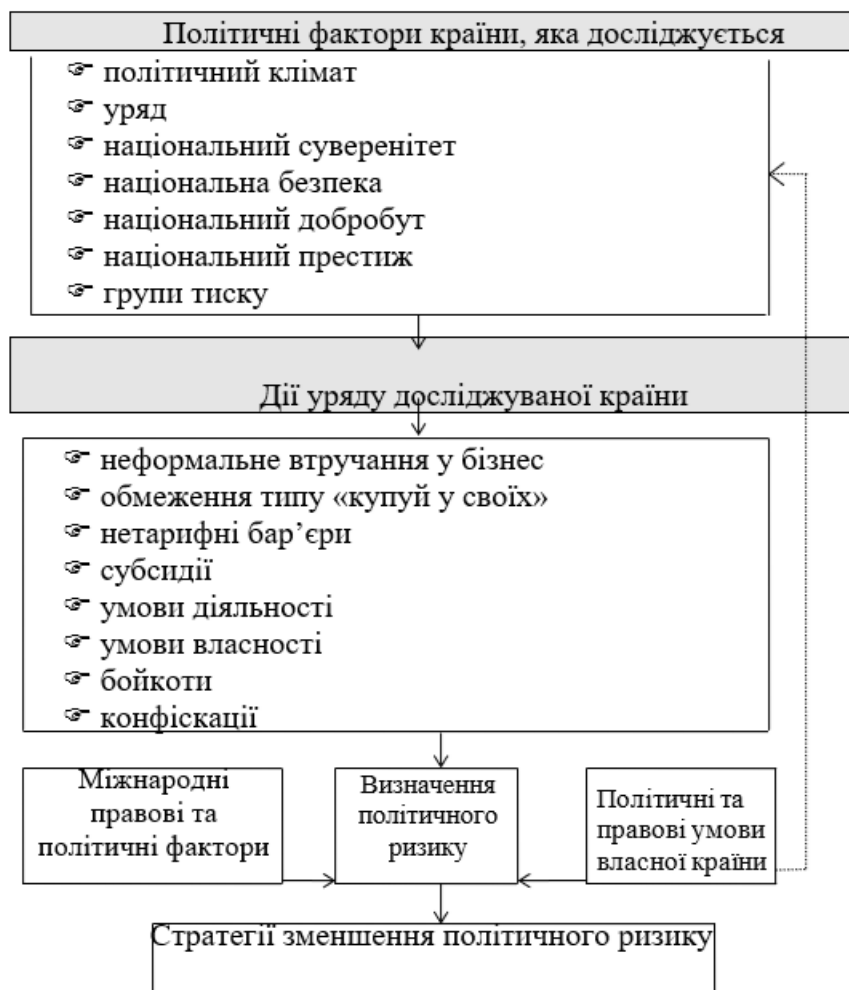 Політичні фактори країни, яка досліджується
☞ політичний клімат
☞ уряд
☞ національний суверенітет
☞ національна безпека
☞ національний добробут
☞ національний престиж
☞ групи тиску
Дії уряду досліджуваної країни
☞ неформальне втручання у бізнес
☞ обмеження типу «купуй у своїх»
☞ нетарифні бар’єри
☞ субсидії
☞ умови діяльності
☞ умови власності
☞ бойкоти
☞ конфіскації
Міжнародні
правові та
політичні фактори
Визначення
політичного
ризику
Політичні та
правові умови
власної країни
Стратегії зменшення політичного ризику